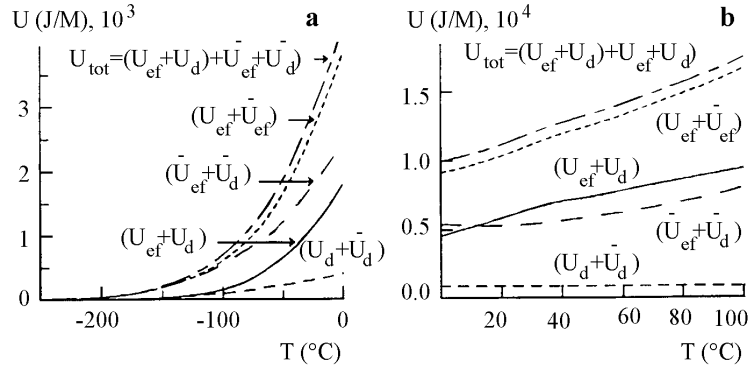 U (J/M), 10³ a
U_tot=(U_ef+U_d)+Ū_ef+Ū_d)
(U_ef+Ū_ef)
(Ū_ef+Ū_d)
(U_ef+U_d)
(U_d+Ū_d)
3
2
1
0
-200 -100 0
T (°C)
U (J/M), 10⁴ b
U_tot=(U_ef+U_d)+U_ef+U_d)
(U_ef+Ū_ef)
(U_ef+U_d)
(Ū_ef+Ū_d)
(U_d+Ū_d)
1.5
1.0
0.5
0.0
20 40 60 80 100
T (°C)